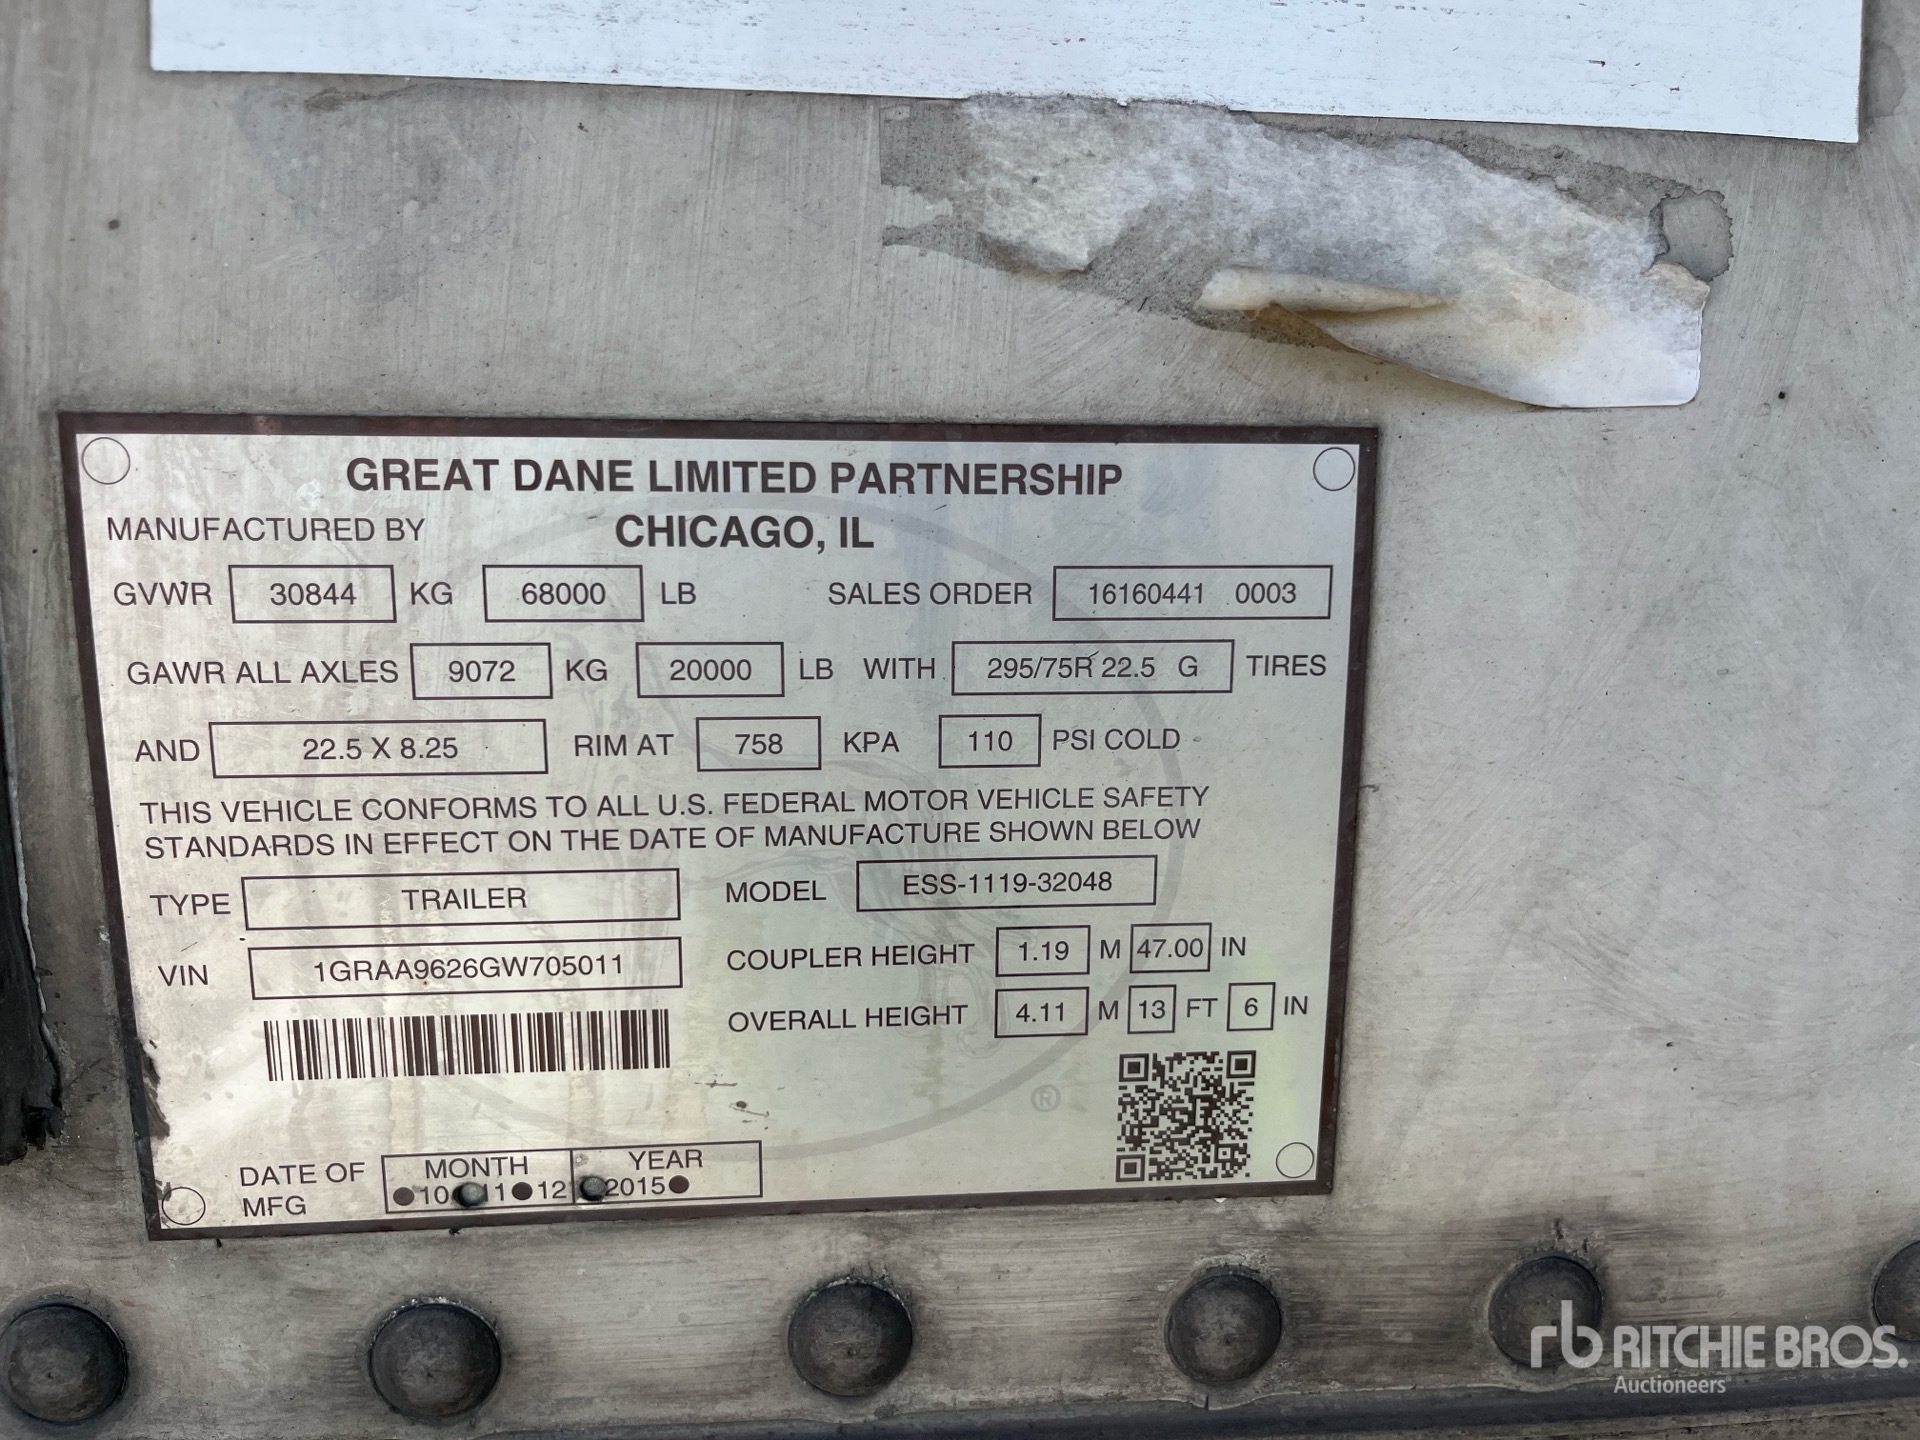 GREAT DANE LIMITED PARTNERSHIP
MANUFACTURED BY CHICAGO, IL
GVWR 30844 KG 68000 LB SALES ORDER 16160441 0003
GAWR ALL AXLES 9072 KG 20000 LB WITH 295/75R 22.5 G TIRES
AND 22.5 X 8.25 RIM AT 758 KPA 110 PSI COLD
THIS VEHICLE CONFORMS TO ALL U.S. FEDERAL MOTOR VEHICLE SAFETY
STANDARDS IN EFFECT ON THE DATE OF MANUFACTURE SHOWN BELOW
TYPE TRAILER MODEL ESS-1119-32048
VIN 1GRAA9626GW705011 COUPLER HEIGHT 1.19 M 47.00 IN
OVERALL HEIGHT 4.11 M 13 FT 6 IN
®
DATE OF MFG MONTH YEAR
10 11 12 2015
rb RITCHIE BROS.
Auctioneers